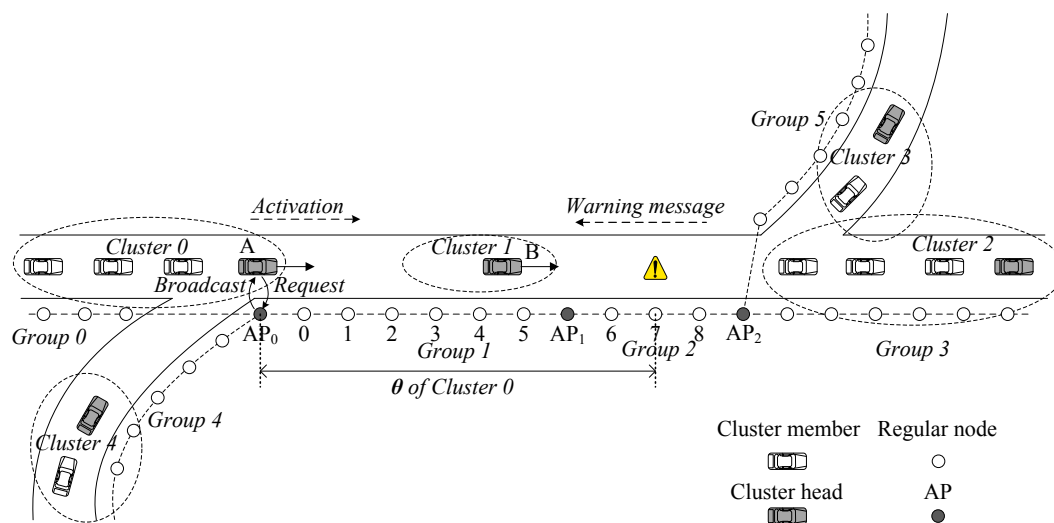 Group 5
Cluster 3
Activation
Warning message
Cluster 0
A
Cluster 1
B
Cluster 2
Broadcast
Request
Group 0
AP0
0
1
2
3
4
5
AP1
6
7
8
AP2
Group 1
Group 2
Group 3
θ of Cluster 0
Group 4
Cluster 4
Cluster member
Regular node
Cluster head
AP